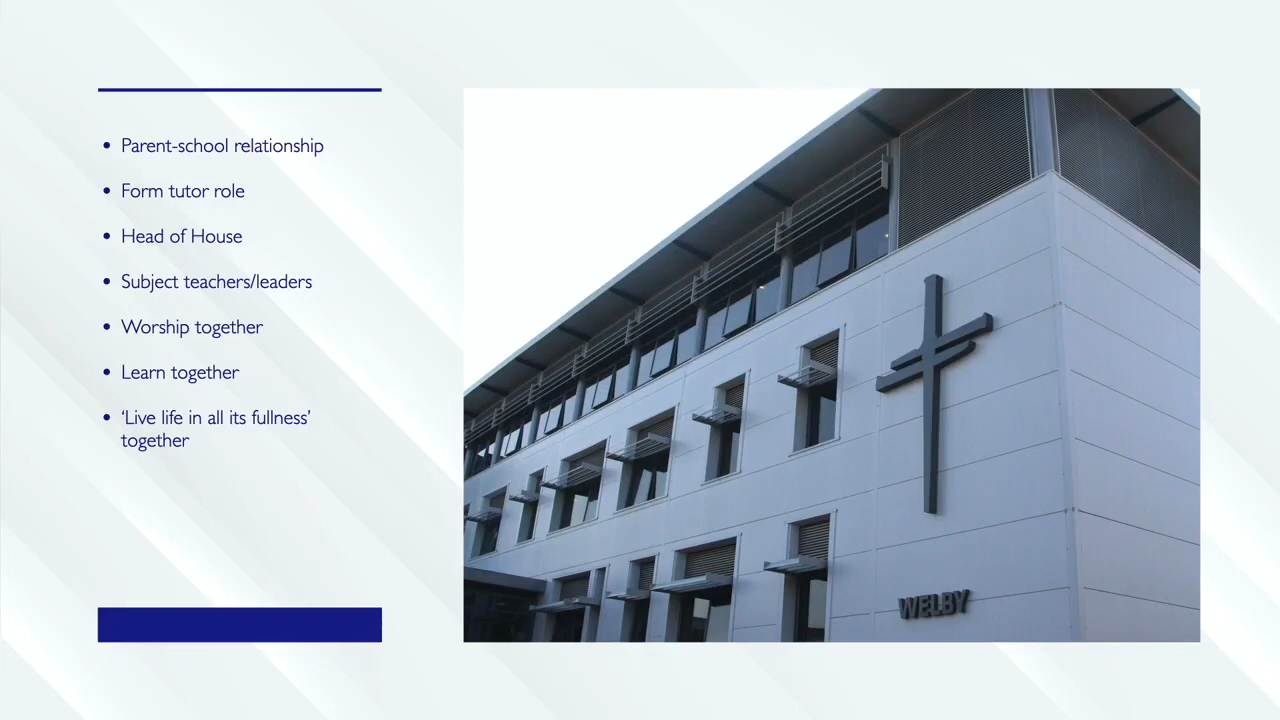 • Parent-school relationship
• Form tutor role
• Head of House
• Subject teachers/leaders
• Worship together
• Learn together
• ‘Live life in all its fullness’
together
WELBY